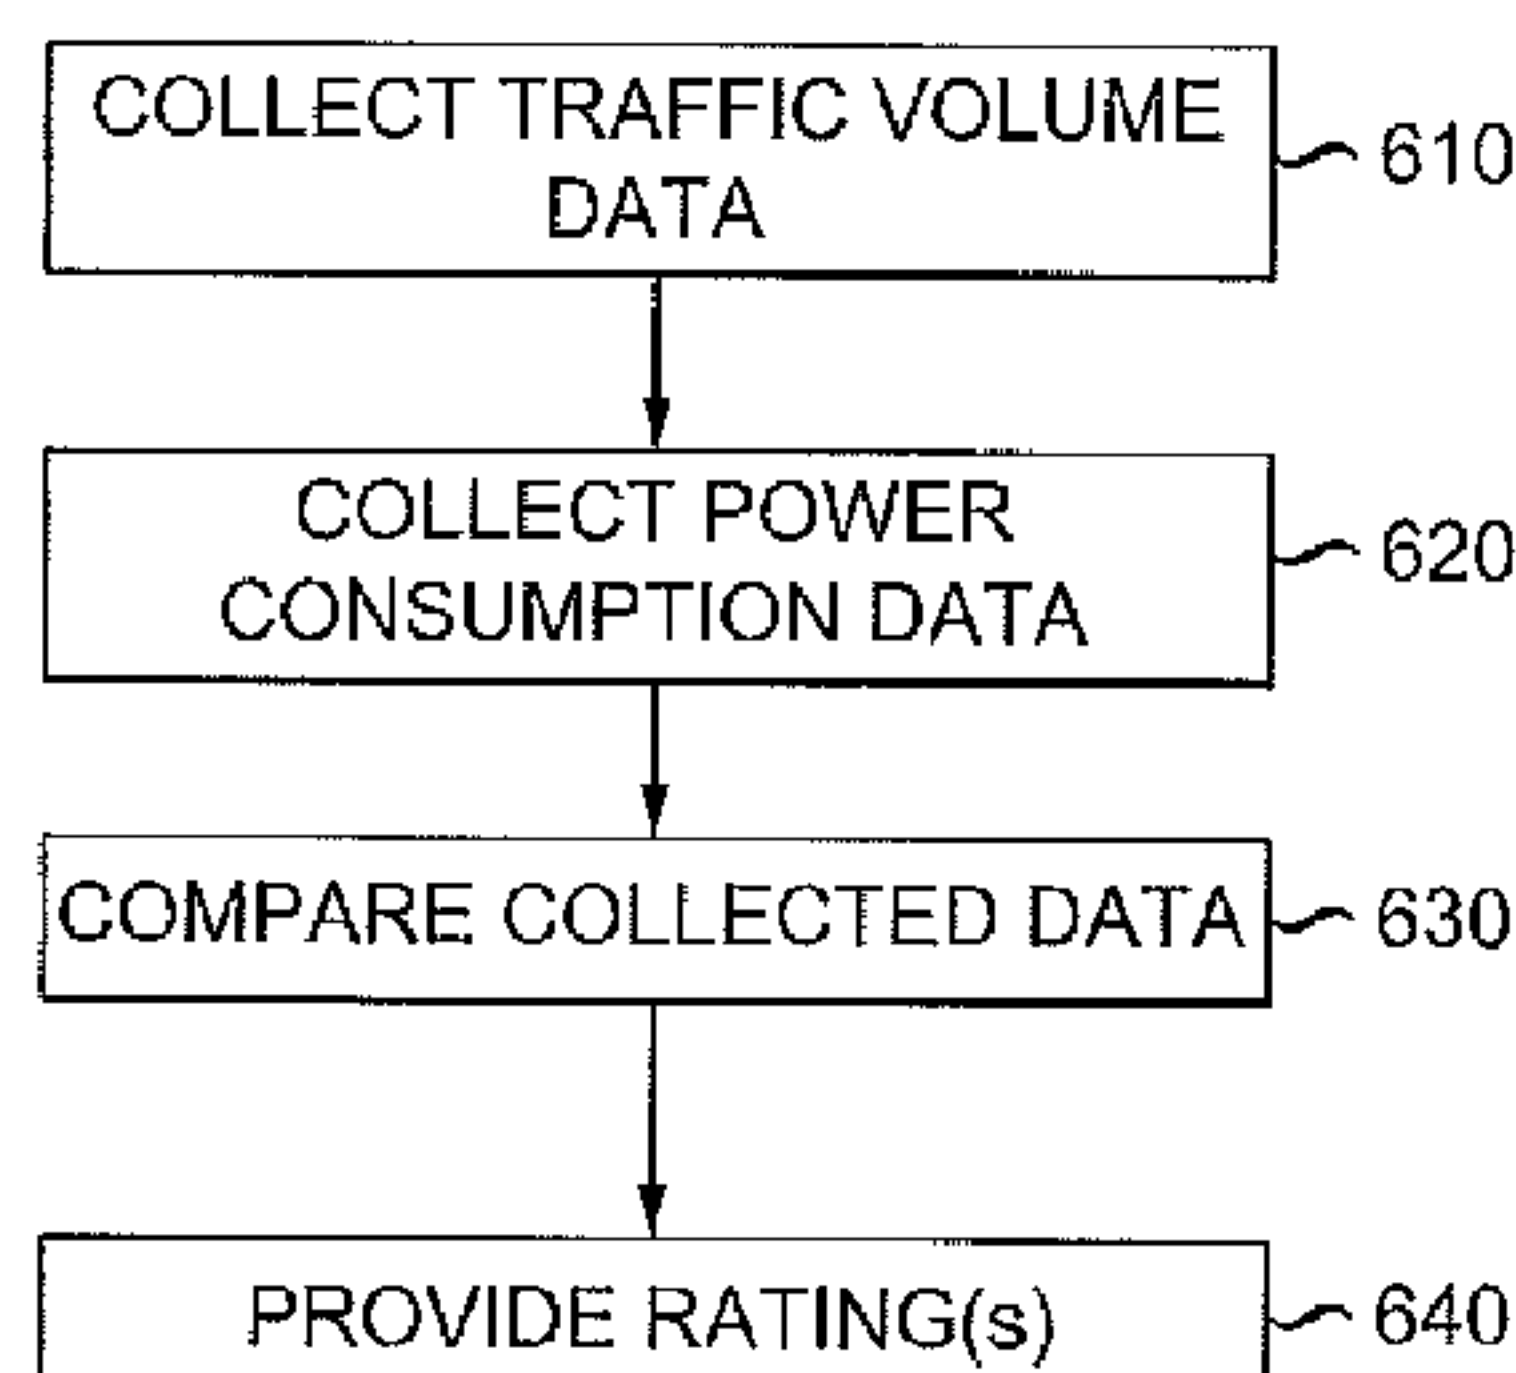 COLLECT TRAFFIC VOLUME
DATA
610
COLLECT POWER
CONSUMPTION DATA
620
COMPARE COLLECTED DATA
630
PROVIDE RATING(s)
640